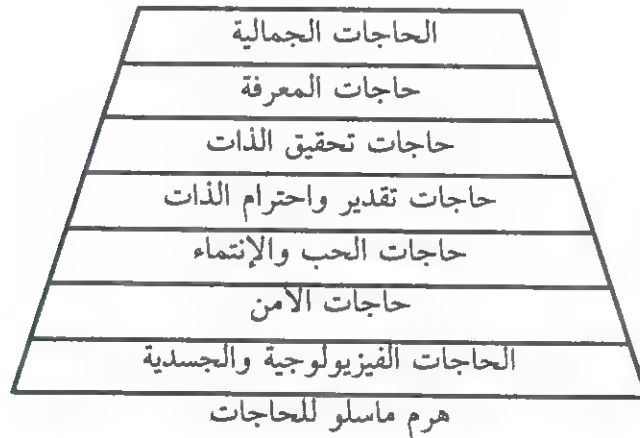 الحاجات الجمالية
حاجات المعرفة
حاجات تحقيق الذات
حاجات تقدير واحترام الذات
حاجات الحب والإنتماء
حاجات الأمن
الحاجات الفيزيولوجية والجسدية
هرم ماسلو للحاجات